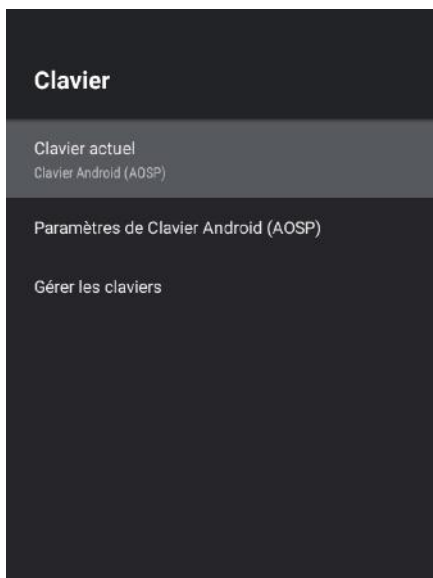 Clavier
Clavier actuel
Clavier Android (AOSP)
Paramètres de Clavier Android (AOSP)
Gérer les claviers